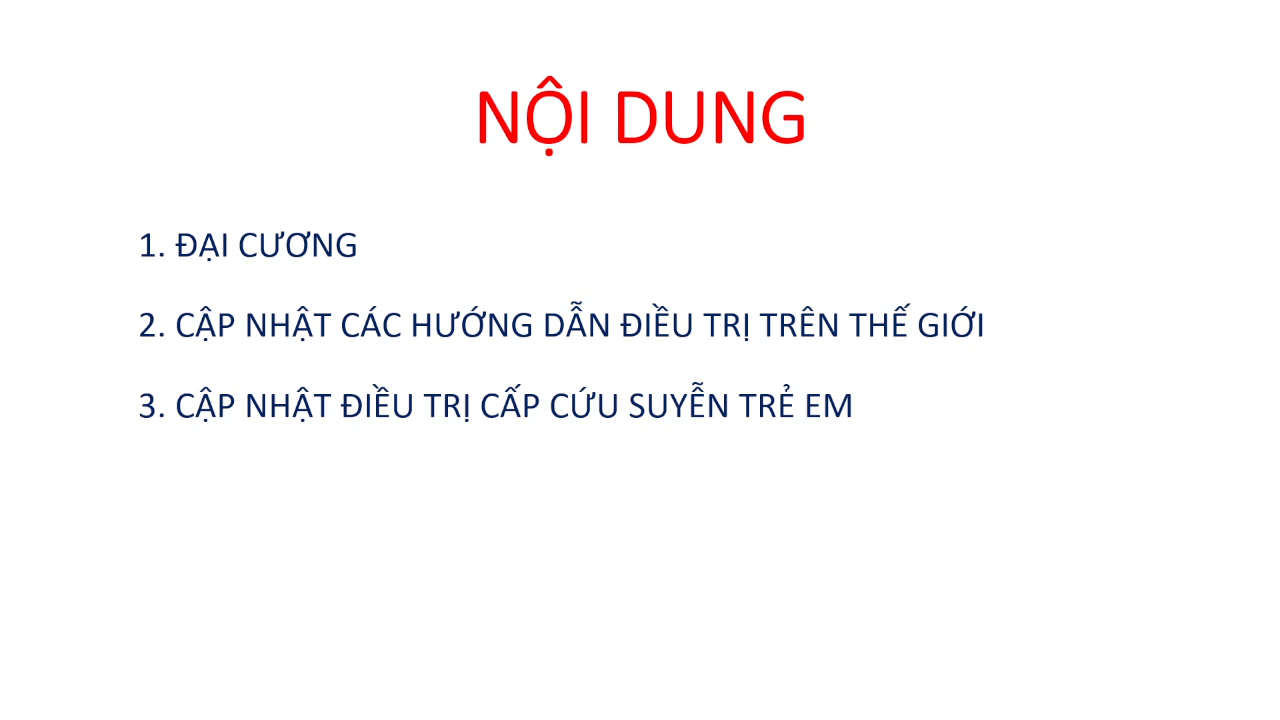 NỘI DUNG
1. ĐẠI CƯƠNG
2. CẬP NHẬT CÁC HƯỚNG DẪN ĐIỀU TRỊ TRÊN THẾ GIỚI
3. CẬP NHẬT ĐIỀU TRỊ CẤP CỨU SUYỄN TRẺ EM